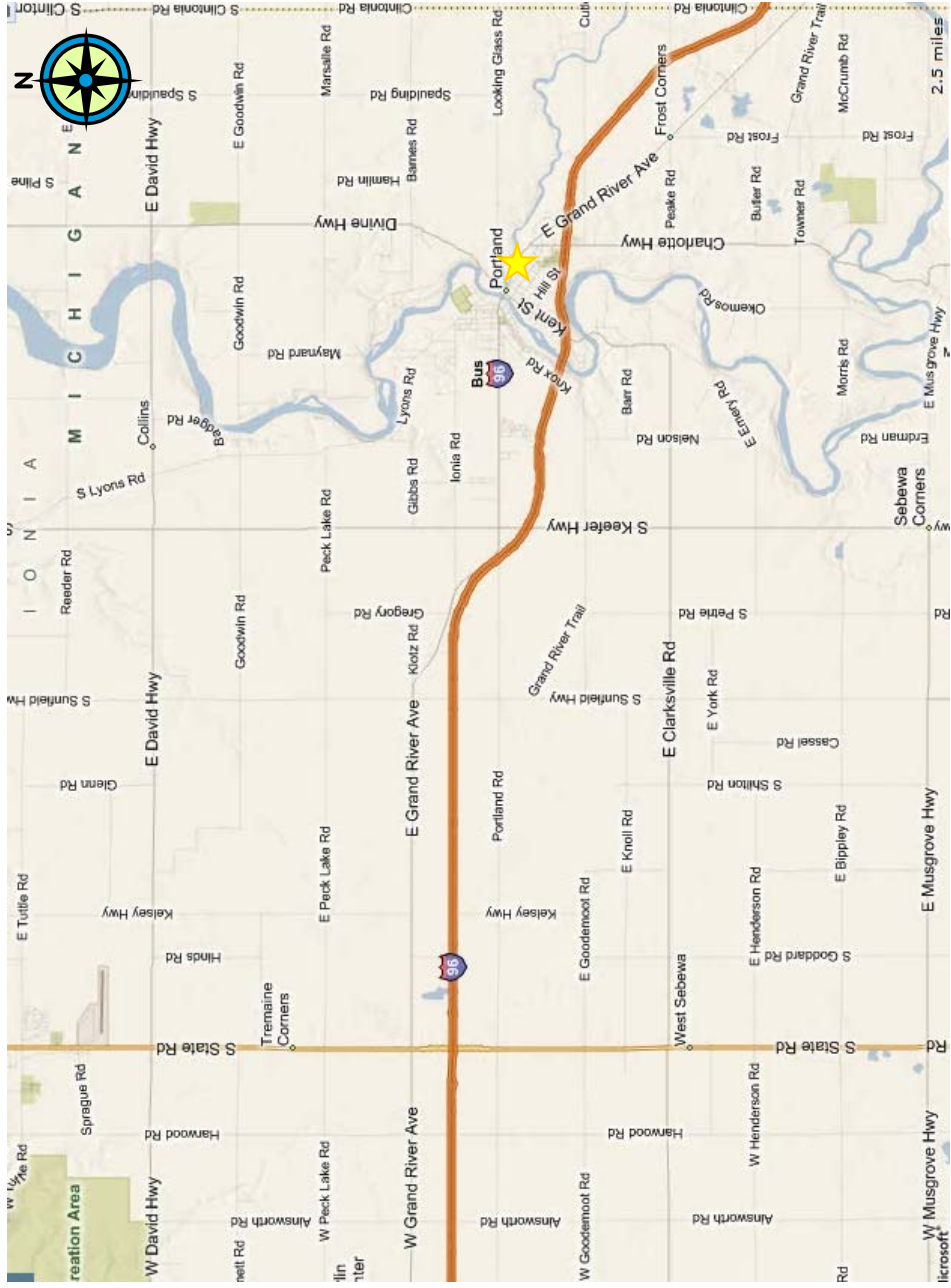 N
2.5 miles
S Clinton
S Clintonia Rd
Clintonia Rd
Clintonia Rd
Clintonia Rd
S Spaulding
Spaulding Rd
E Goodwin Rd
Marsalle Rd
Looking Glass Rd
Frost Corners
Grand River Trail
McCrumb Rd
Frost Rd
Frost Rd
S Pline
E David Hwy
Hamlin Rd
Barnes Rd
Divine Hwy
Portland
E Grand River Ave
Peake Rd
Butler Rd
Towner Rd
Charlotte Hwy
MICHIGAN
Goodwin Rd
Maynard Rd
Hill St
Kent St
Okemos Rd
Bus
96
Knox Rd
Barr Rd
Morris Rd
E Musgrove Hwy
Collins
Badger Rd
Lyons Rd
Ionia Rd
Nelson Rd
E Emery Rd
Erdman Rd
IONIA
S Lyons Rd
Gibbs Rd
Peck Lake Rd
S Keefer Hwy
Sebewa
Corners
Reeder Rd
Goodwin Rd
Gregory Rd
Klotz Rd
Grand River Trail
S Petrie Rd
S Sunfield Hw
E David Hwy
E Grand River Ave
S Sunfield Hwy
E Clarksville Rd
E York Rd
Cassel Rd
Glenn Rd
Portland Rd
S Shilton Rd
E Tuttle Rd
Kelsey Hwy
E Peck Lake Rd
Kelsey Hwy
E Knoll Rd
E Bippley Rd
E Musgrove Hwy
Hinds Rd
96
E Goodemoot Rd
E Henderson Rd
S Goddard Rd
Tremaine
Corners
S State Rd
West Sebewa
S State Rd
Rd
Sprague Rd
Harwood Rd
Harwood Rd
W Henderson Rd
W David Hwy
W Peck Lake Rd
W Grand River Ave
W Goodemoot Rd
W Musgrove Hwy
reation Area
Ainsworth Rd
Ainsworth Rd
Ainsworth Rd
nett Rd
llin
nter
Rd
icrosoft